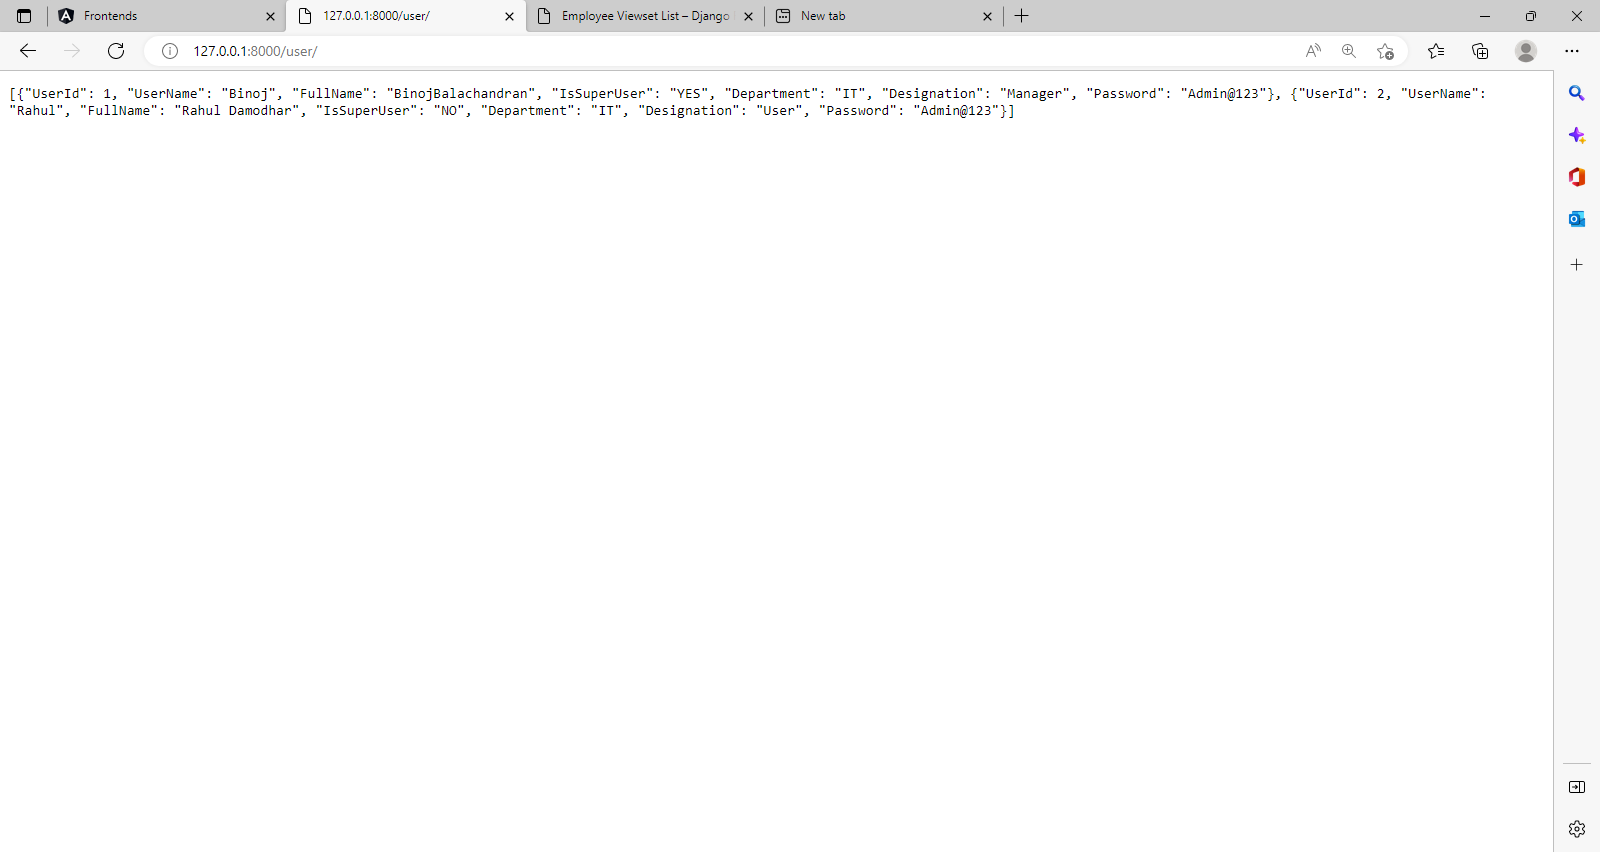 Frontends
127.0.0.1:8000/user/
Employee Viewset List – Django
New tab
127.0.0.1:8000/user/
[{"UserId": 1, "UserName": "Binoj", "FullName": "BinojBalachandran", "IsSuperUser": "YES", "Department": "IT", "Designation": "Manager", "Password": "Admin@123"}, {"UserId": 2, "UserName":
"Rahul", "FullName": "Rahul Damodhar", "IsSuperUser": "NO", "Department": "IT", "Designation": "User", "Password": "Admin@123"}]